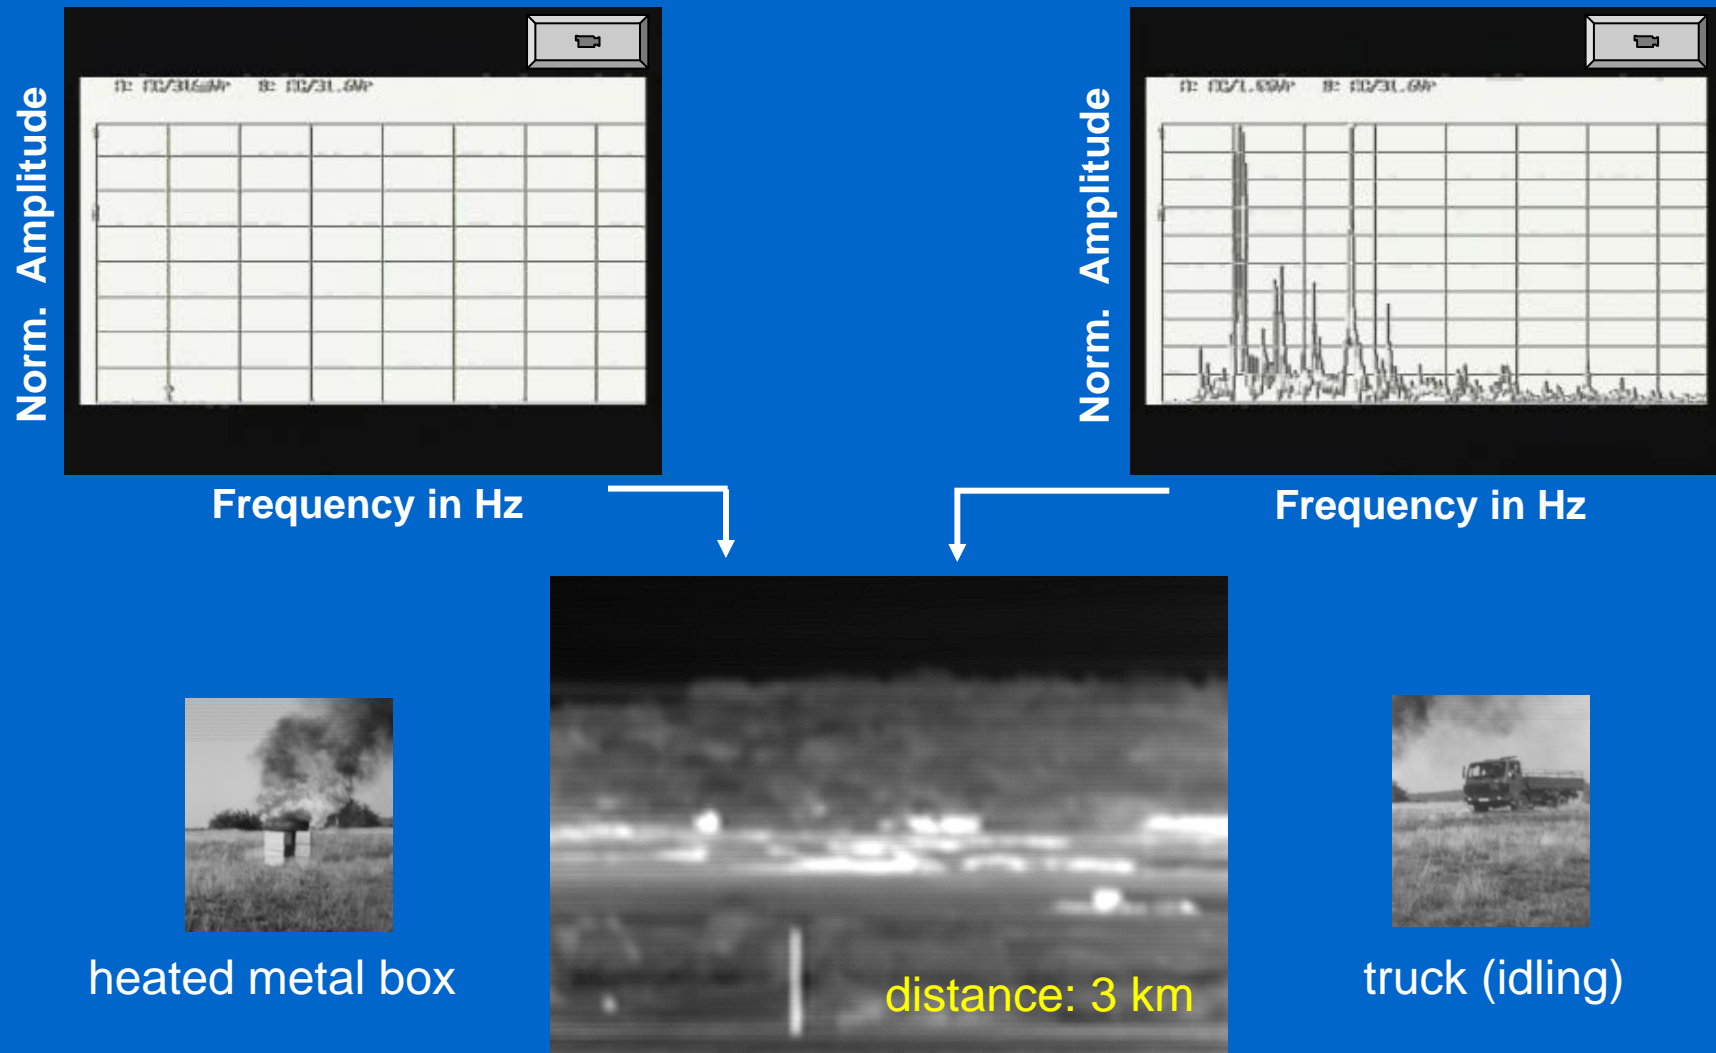 Norm. Amplitude
Frequency in Hz
Norm. Amplitude
Frequency in Hz
heated metal box
distance: 3 km
truck (idling)